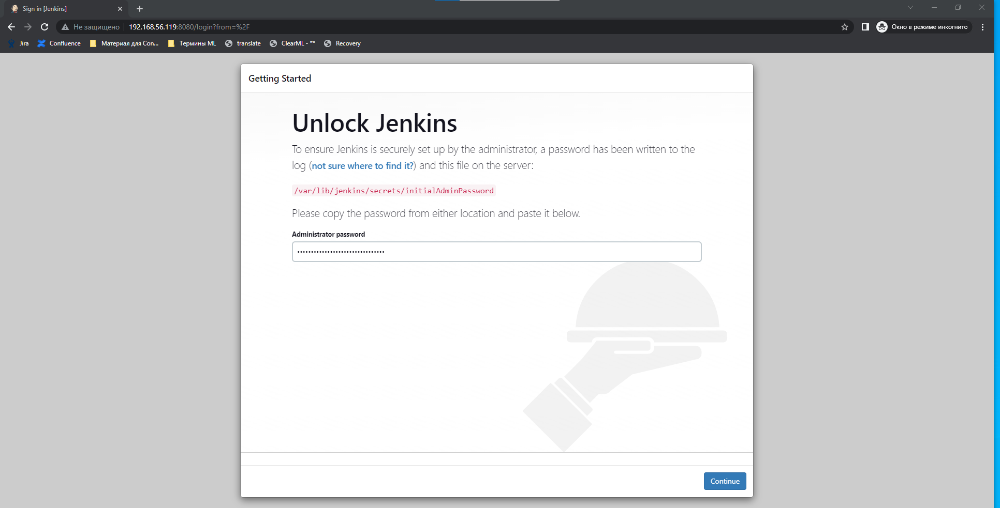 Sign in [Jenkins]
Не защищено
192.168.56.119:8080/login?from=%2F
Окно в режиме инкогнито
Jira
Confluence
Материал для Con...
Термины ML
translate
ClearML - **
Recovery
Getting Started
Unlock Jenkins
To ensure Jenkins is securely set up by the administrator, a password has been written to the
log (not sure where to find it?) and this file on the server:
/var/lib/jenkins/secrets/initialAdminPassword
Please copy the password from either location and paste it below.
Administrator password
••••••••••••••••••••••••••••••••
Continue